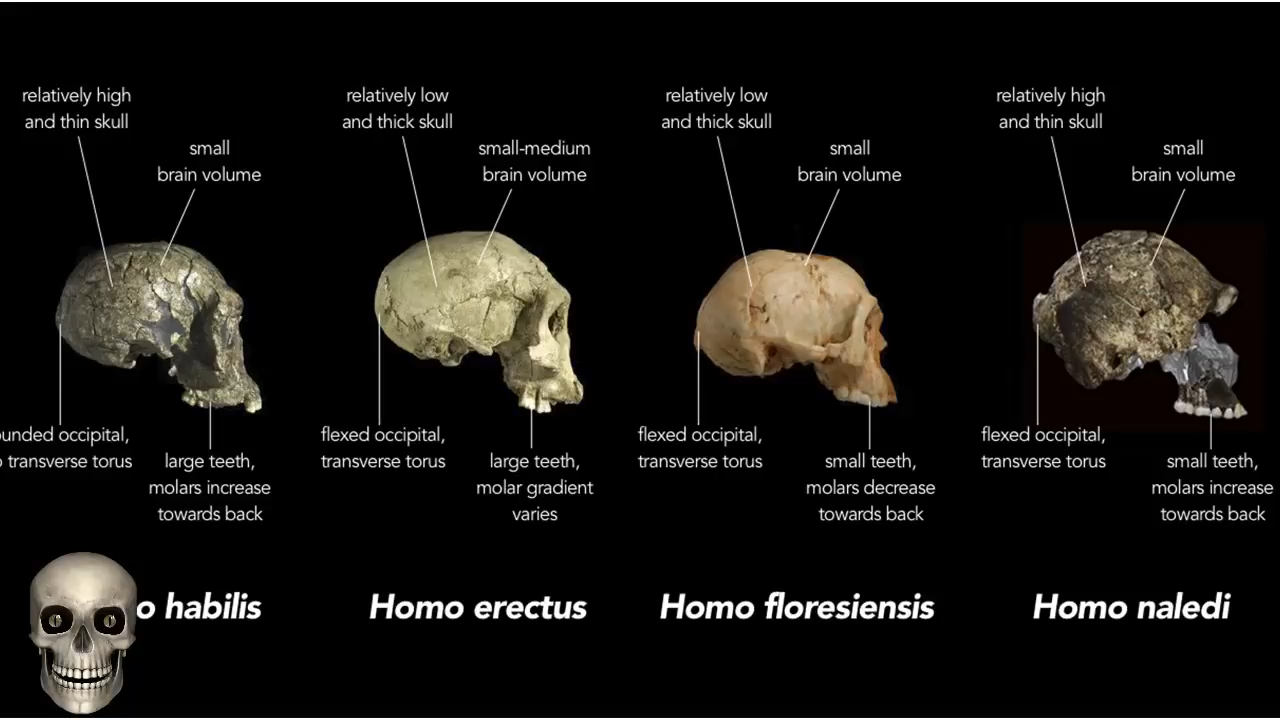 relatively high
and thin skull
small
brain volume
relatively low
and thick skull
small-medium
brain volume
relatively low
and thick skull
small
brain volume
relatively high
and thin skull
small
brain volume
occipital,
transverse torus
large teeth,
molars increase
towards back
flexed occipital,
transverse torus
large teeth,
molar gradient
varies
flexed occipital,
transverse torus
small teeth,
molars decrease
towards back
flexed occipital,
transverse torus
small teeth,
molars increase
towards back
habilis
Homo erectus
Homo floresiensis
Homo naledi